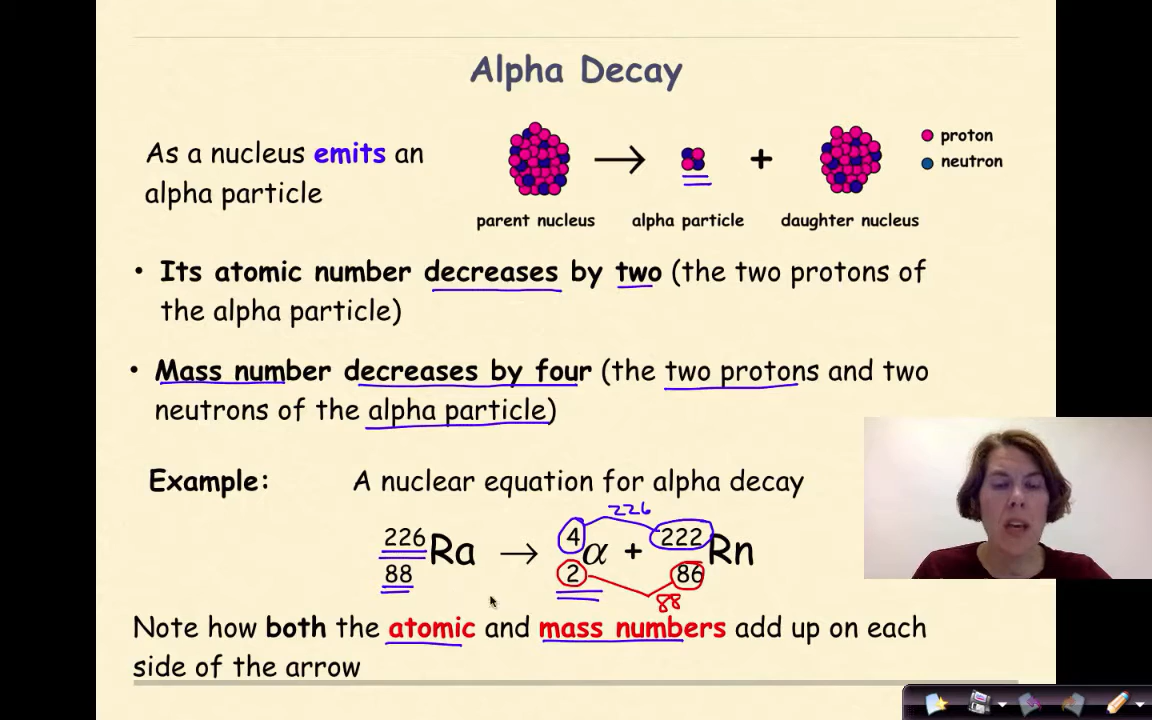 Alpha Decay
As a nucleus emits an
alpha particle
→ + 
proton
neutron
parent nucleus alpha particle daughter nucleus
• Its atomic number decreases by two (the two protons of
the alpha particle)
• Mass number decreases by four (the two protons and two
neutrons of the alpha particle)
Example: A nuclear equation for alpha decay
226
226 4 222
Ra → α + Rn
88 2 86
88
Note how both the atomic and mass numbers add up on each
side of the arrow